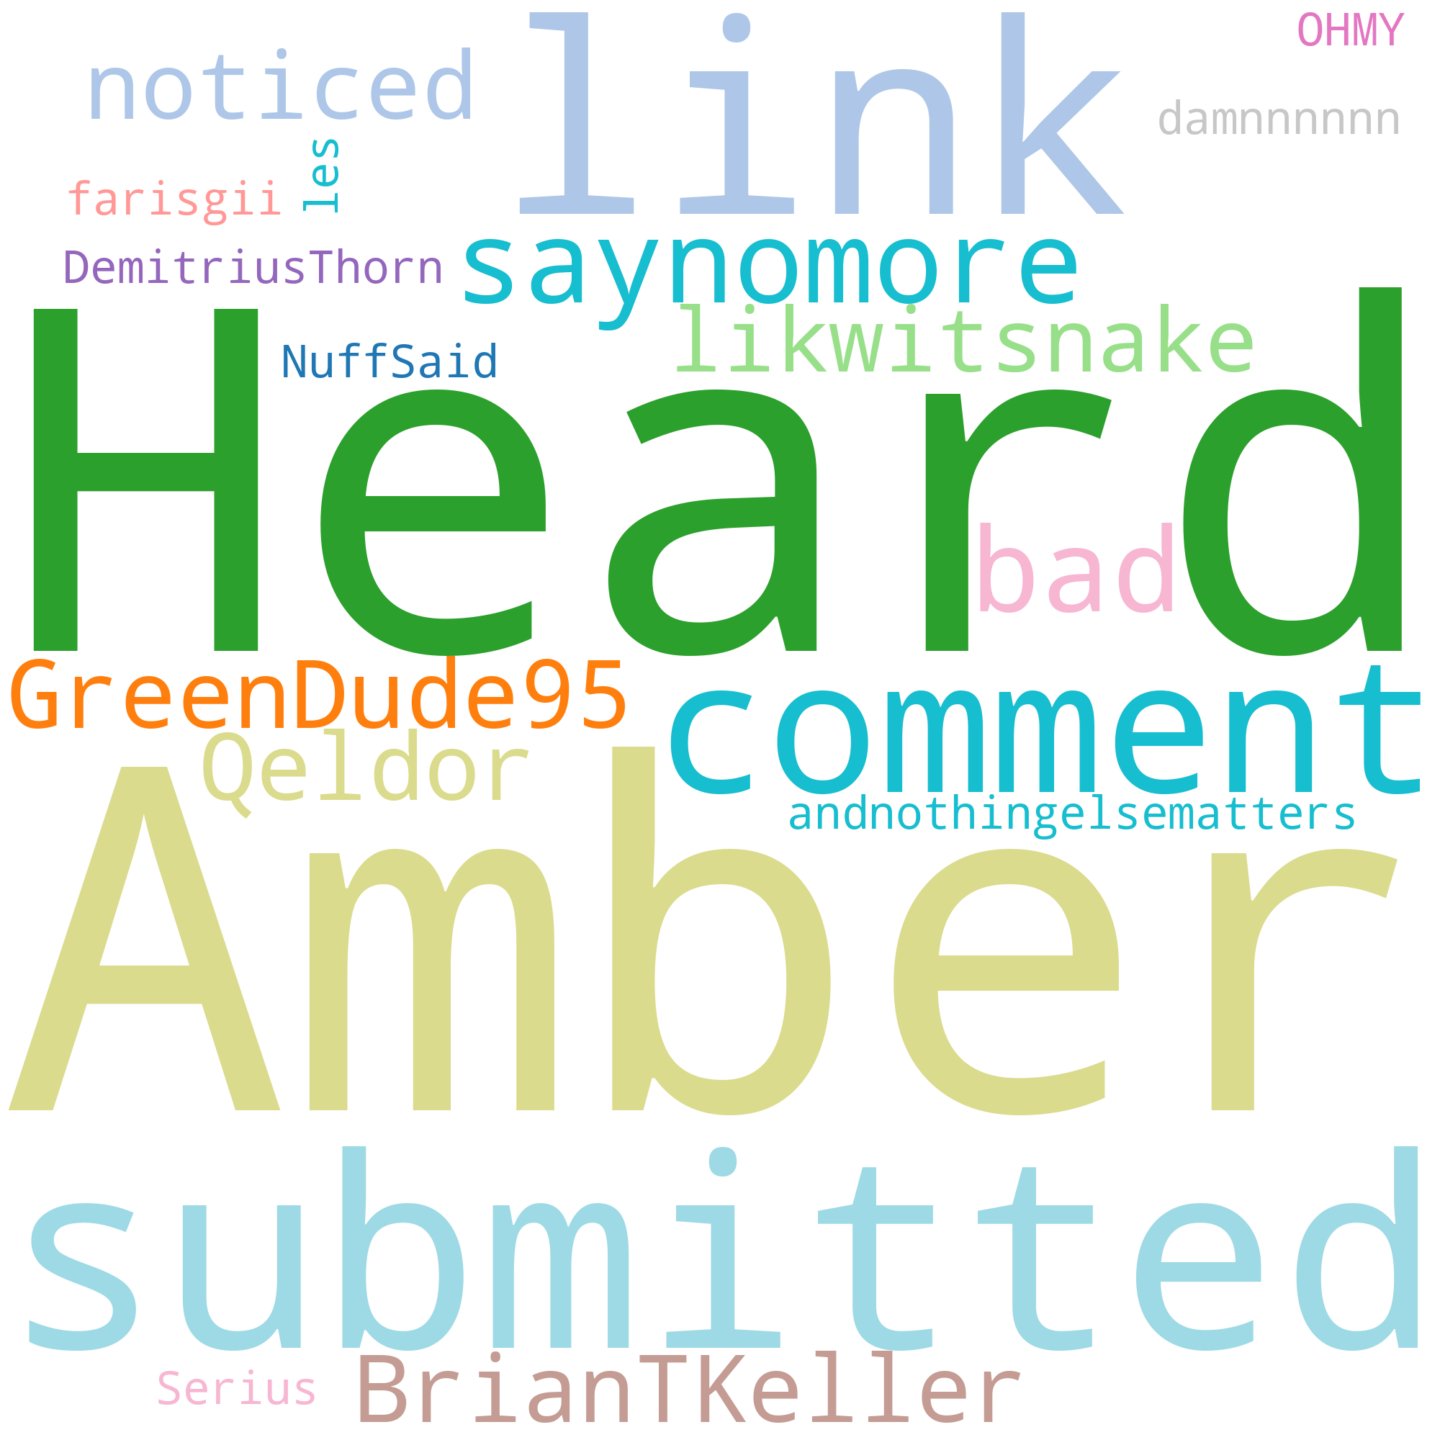 link
OHMY
noticed
damnnnnnn
les
farisgii
saynomore
DemitriusThorn
likwitsnake
NuffSaid
Heard
bad
GreenDude95
comment
Qeldor
andnothingelsematters
Amber
submitted
BrianTKeller
Serius